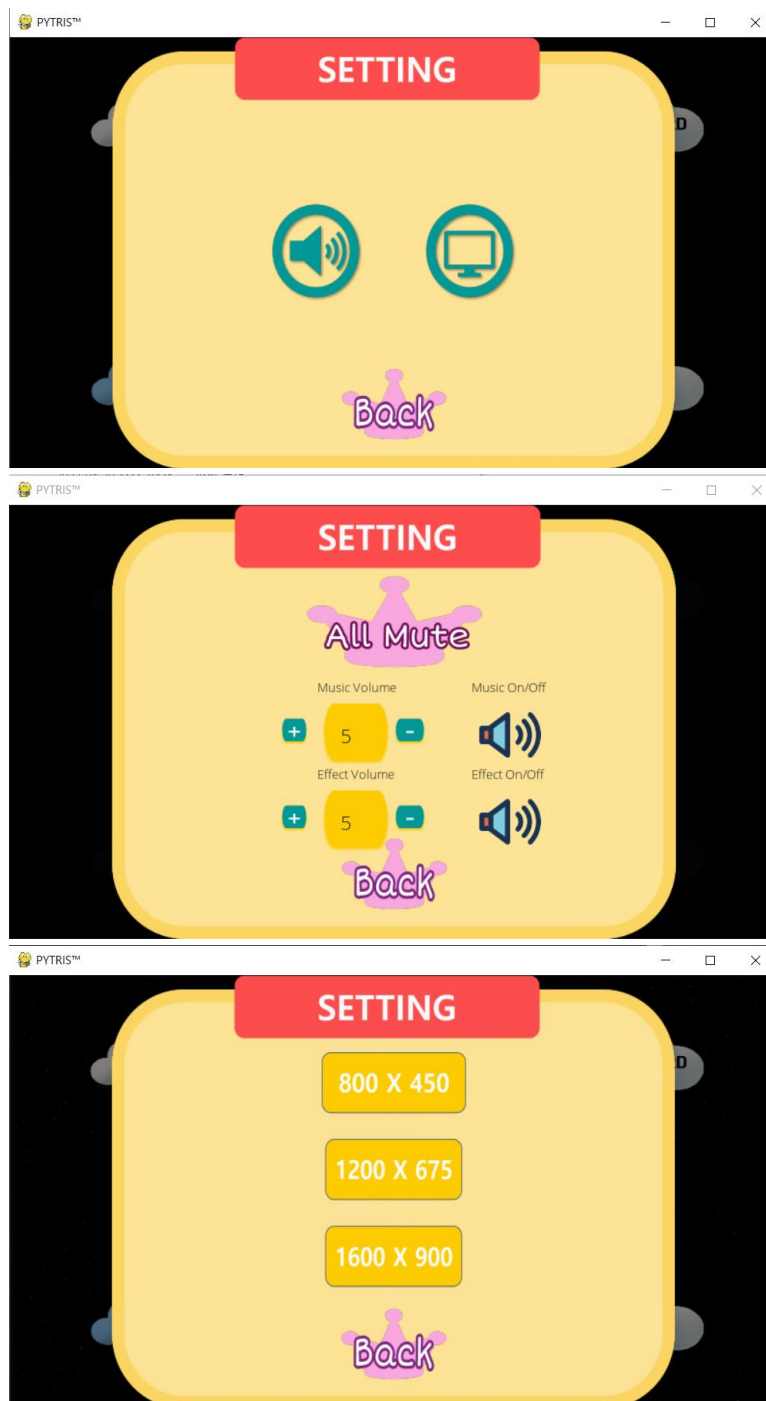 PYTRIS™
SETTING
D
Back
PYTRIS™
SETTING
All Mute
Music Volume Music On/Off
+ 5 -
Effect Volume Effect On/Off
+ 5 -
Back
PYTRIS™
SETTING
800 X 450
D
1200 X 675
1600 X 900
Back